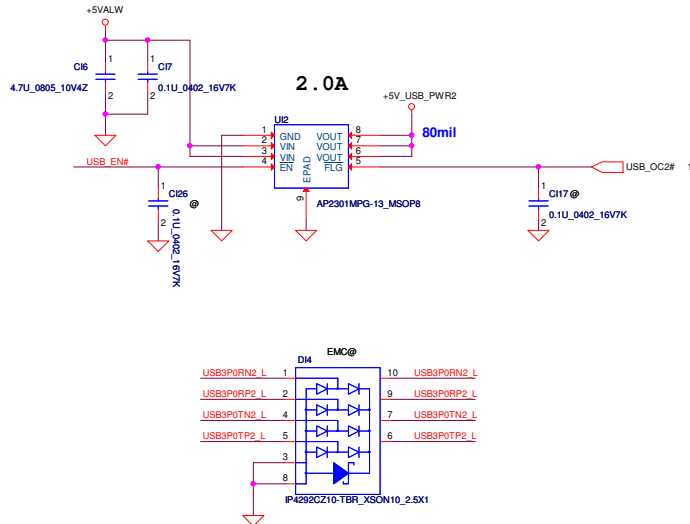 +5VALW
CI6
1
2
4.7U_0805_10V4Z
CI7
1
2
0.1U_0402_16V7K
2.0A
+5V_USB_PWR2
80mil
UI2
1 GND VOUT 8
2 VIN VOUT 7
3 VIN VOUT 6
4 EN FLG 5
EPAD
9
AP2301MPG-13_MSOP8
USB_EN#
USB_OC2# 1
1
CI26
@
2
0.1U_0402_16V7K
1
CI17@
2
0.1U_0402_16V7K
EMC@
DI4
USB3P0RN2_L 1 10 USB3P0RN2_L
USB3P0RP2_L 2 9 USB3P0RP2_L
USB3P0TN2_L 4 7 USB3P0TN2_L
USB3P0TP2_L 5 6 USB3P0TP2_L
3
8
IP4292CZ10-TBR_XSON10_2.5X1